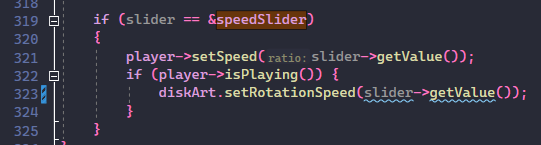 318
319 if (slider == &speedSlider)
320 {
321 player->setSpeed(ratio: slider->getValue());
322 if (player->isPlaying()) {
323 diskArt.setRotationSpeed(slider->getValue());
324 }
325 }